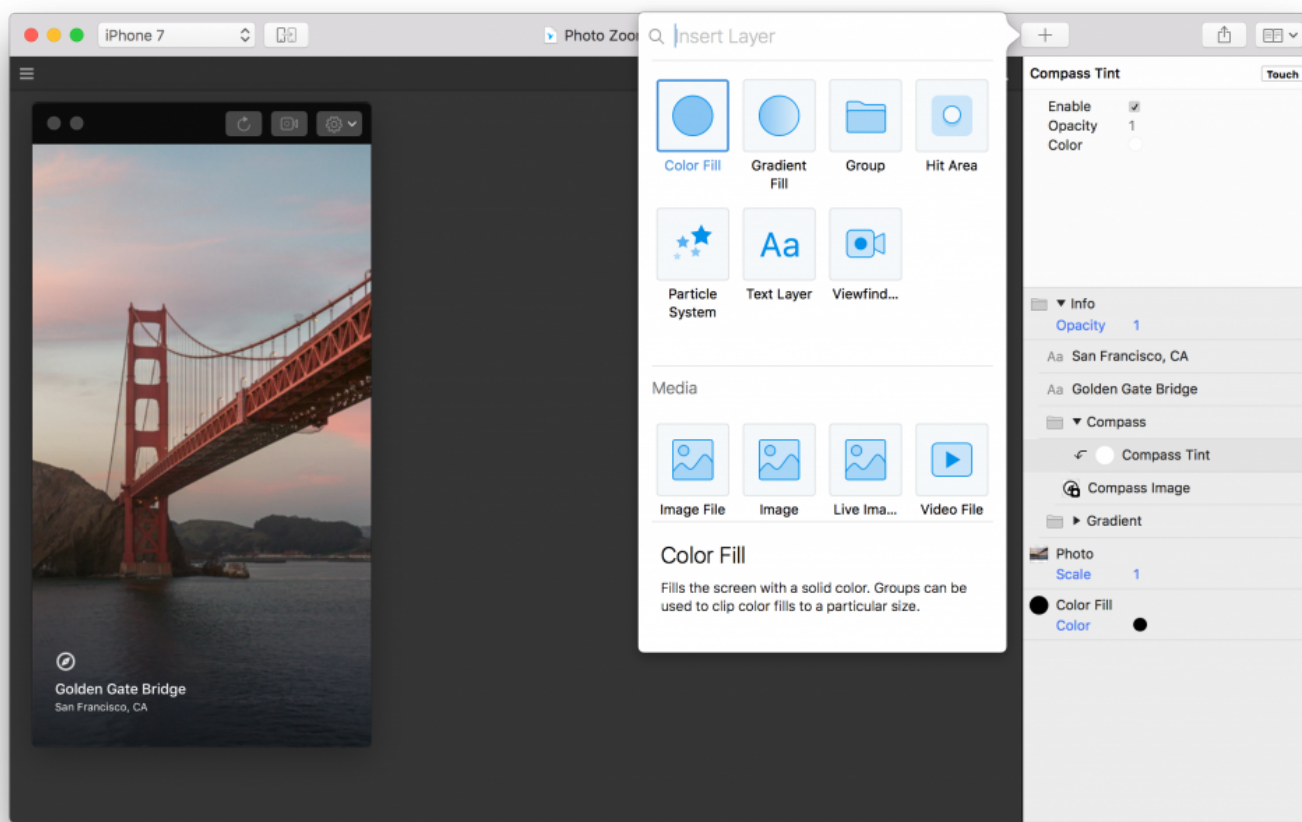 iPhone 7
Photo Zoo
Insert Layer
Color Fill
Gradient
Fill
Group
Hit Area
Particle
System
Aa
Text Layer
Viewfind...
Media
Image File
Image
Live Ima...
Video File
Color Fill
Fills the screen with a solid color. Groups can be
used to clip color fills to a particular size.
Golden Gate Bridge
San Francisco, CA
Compass Tint
Touch
Enable
Opacity 1
Color
Info
Opacity 1
Aa San Francisco, CA
Aa Golden Gate Bridge
Compass
Compass Tint
Compass Image
Gradient
Photo
Scale 1
Color Fill
Color